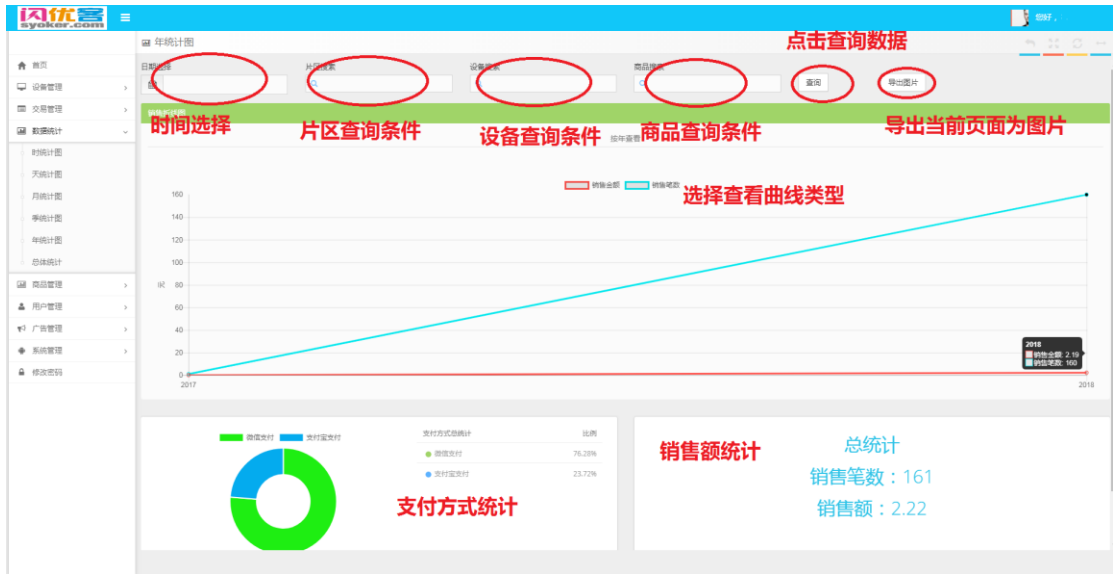 闪优客
syoker.com
您好，
年统计图
点击查询数据
首页
设备管理
交易管理
数据统计
时统计图
天统计图
月统计图
季统计图
年统计图
总体统计
商品管理
用户管理
广告管理
系统管理
修改密码
日期选择
片区搜索
设备搜索
商品搜索
查询
导出图片
销售折线图
时间选择
片区查询条件
设备查询条件
商品查询条件
导出当前页面为图片
按年查看
销售金额
销售笔数
选择查看曲线类型
160
140
120
100
80
60
40
20
0
元
2017
2018
2018
销售金额: 2.19
销售笔数: 160
微信支付
支付宝支付
支付方式总统计
比例
微信支付
76.28%
支付宝支付
23.72%
支付方式统计
销售额统计
总统计
销售笔数：161
销售额：2.22